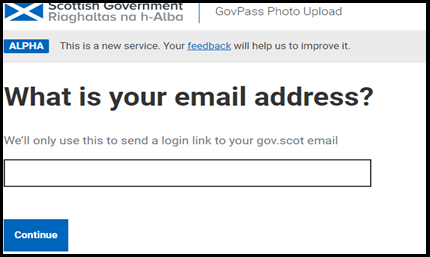 Scottish Government
Riaghaltas na h-Alba
GovPass Photo Upload
ALPHA This is a new service. Your feedback will help us to improve it.
What is your email address?
We'll only use this to send a login link to your gov.scot email
Continue